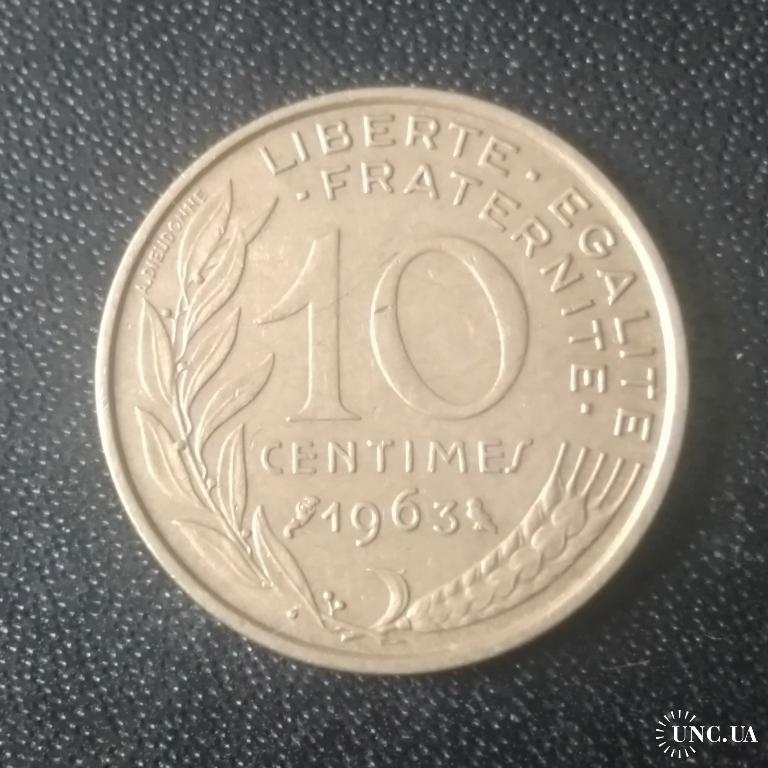 LIBERTE · EGALITE
· FRATERNITE ·
A.DIEUDONNE
10
CENTIMES
1963
UNC.UA